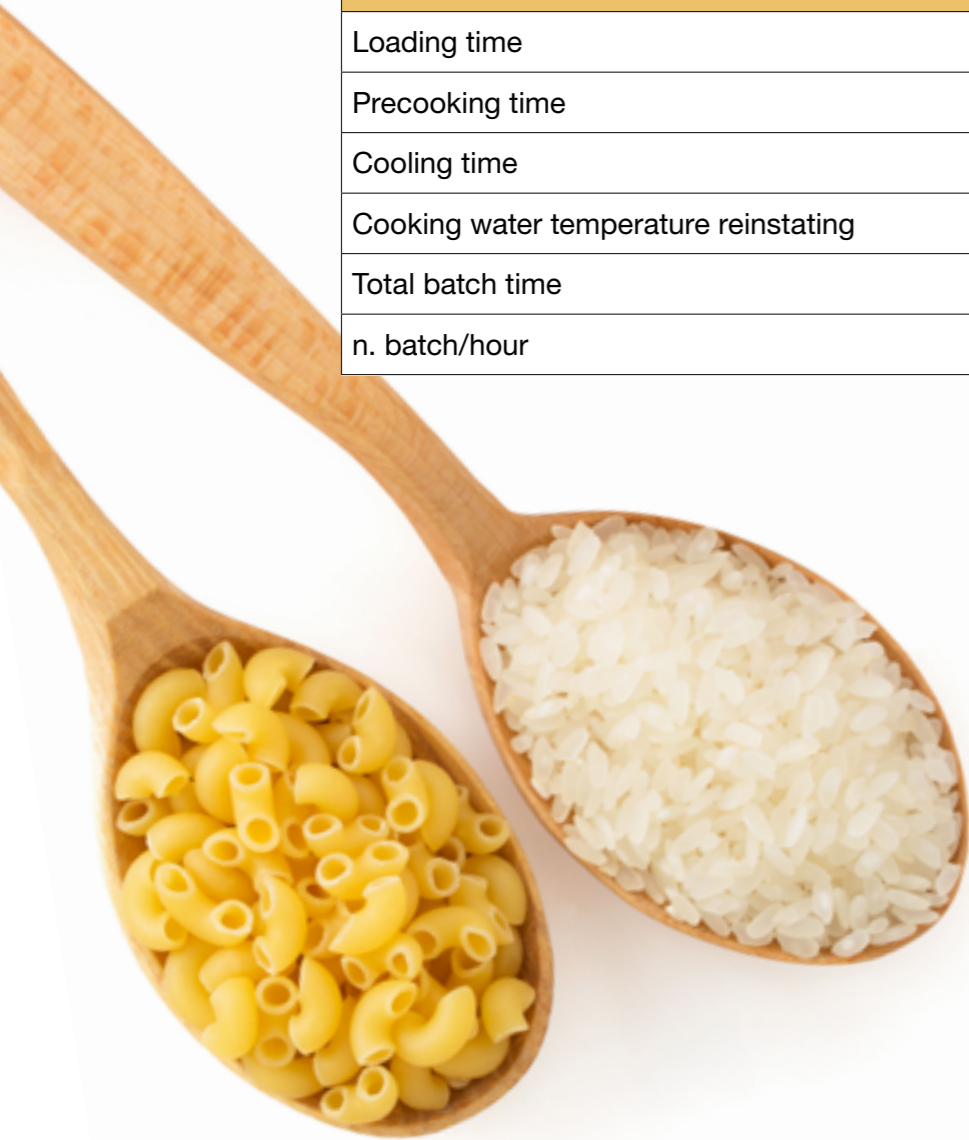 Loading time
Precooking time
Cooling time
Cooking water temperature reinstating
Total batch time
n. batch/hour